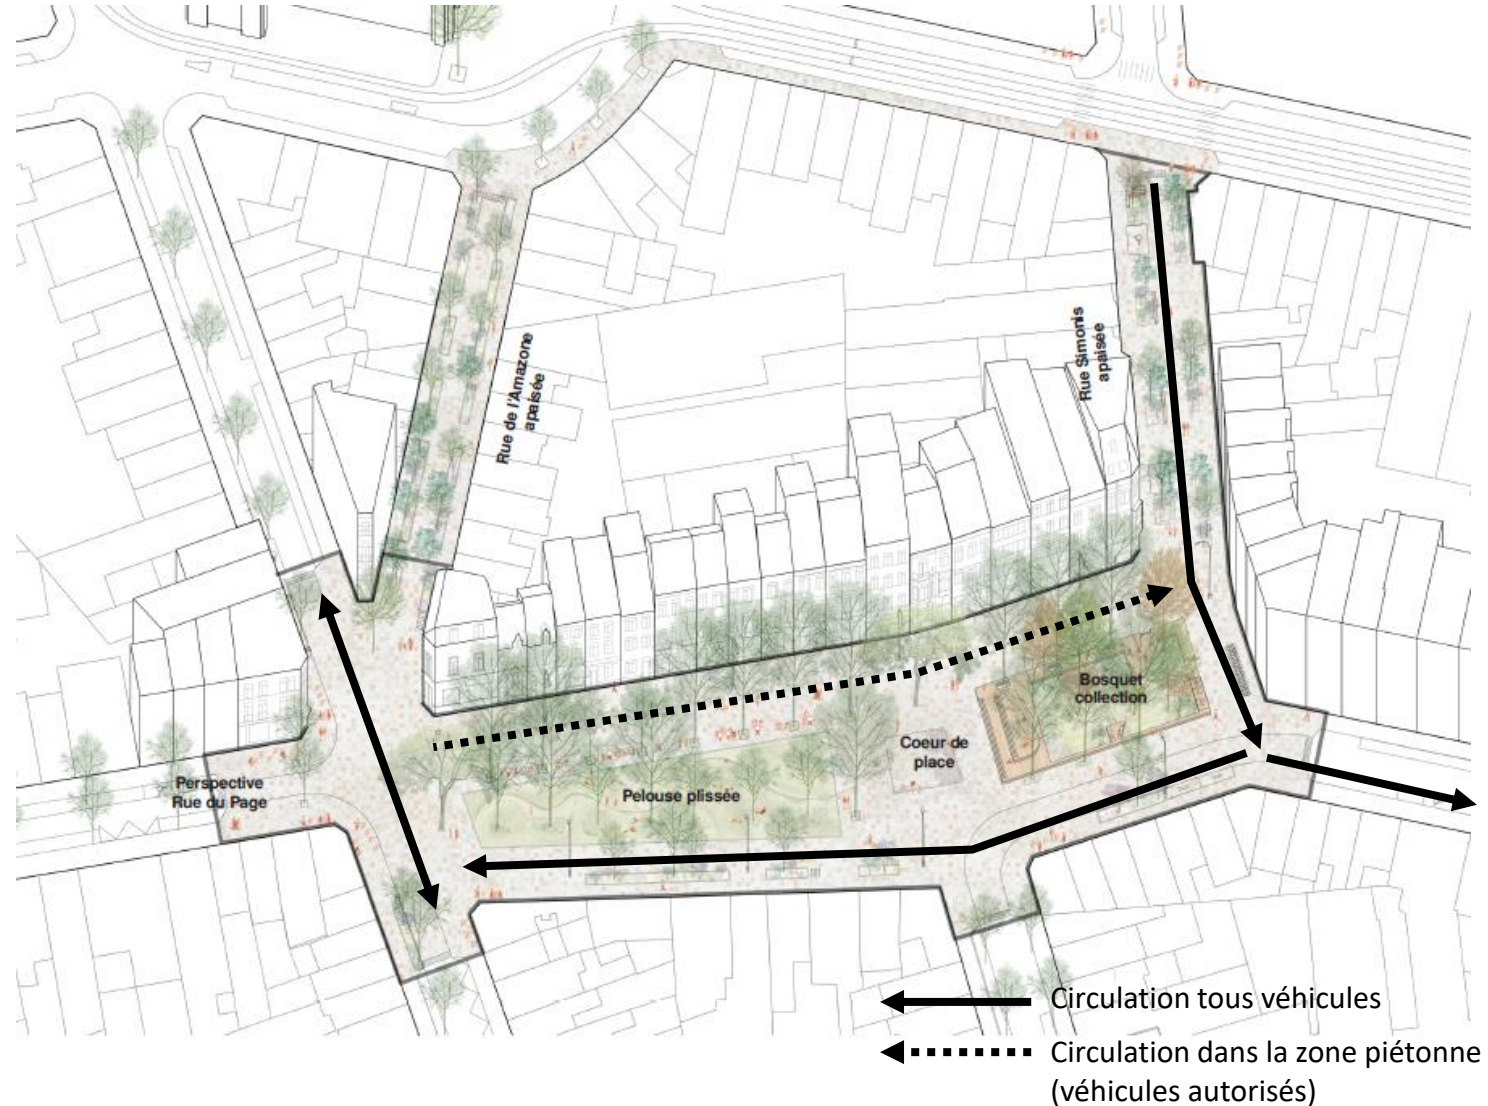 Rue de l'Amazone
apaisée
Rue Simonis
apaisée
Bosquet
collection
Coeur de
place
Perspective
Rue du Page
Pelouse plissée
Circulation tous véhicules
Circulation dans la zone piétonne
(véhicules autorisés)